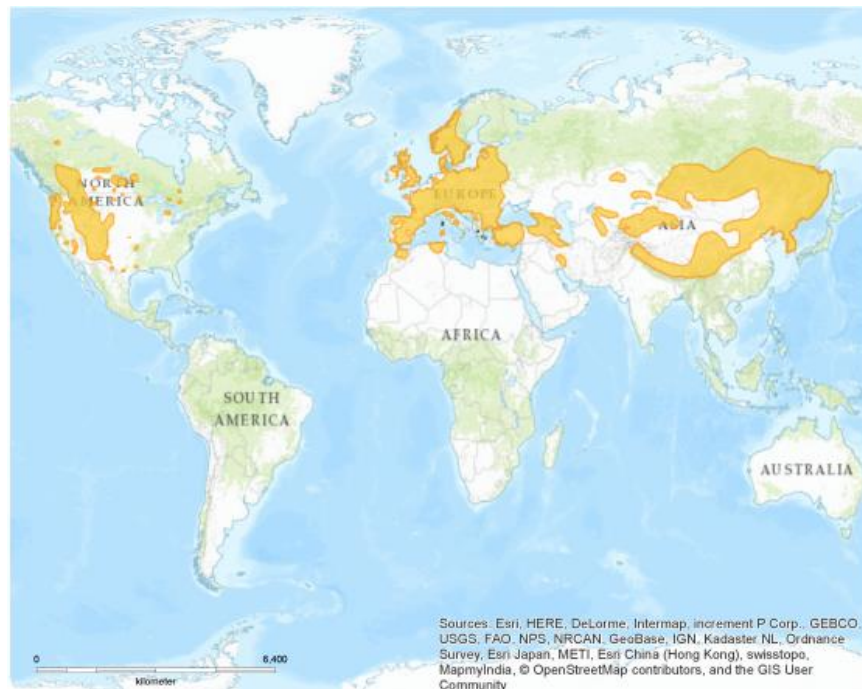 NORTH
AMERICA
EUROPE
ASIA
AFRICA
SOUTH
AMERICA
AUSTRALIA
Sources: Esri, HERE, DeLorme, Intermap, increment P Corp., GEBCO,
USGS, FAO, NPS, NRCAN, GeoBase, IGN, Kadaster NL, Ordnance
Survey, Esri Japan, METI, Esri China (Hong Kong), swisstopo,
MapmyIndia, © OpenStreetMap contributors, and the GIS User
Community
0 6,400
kilometer